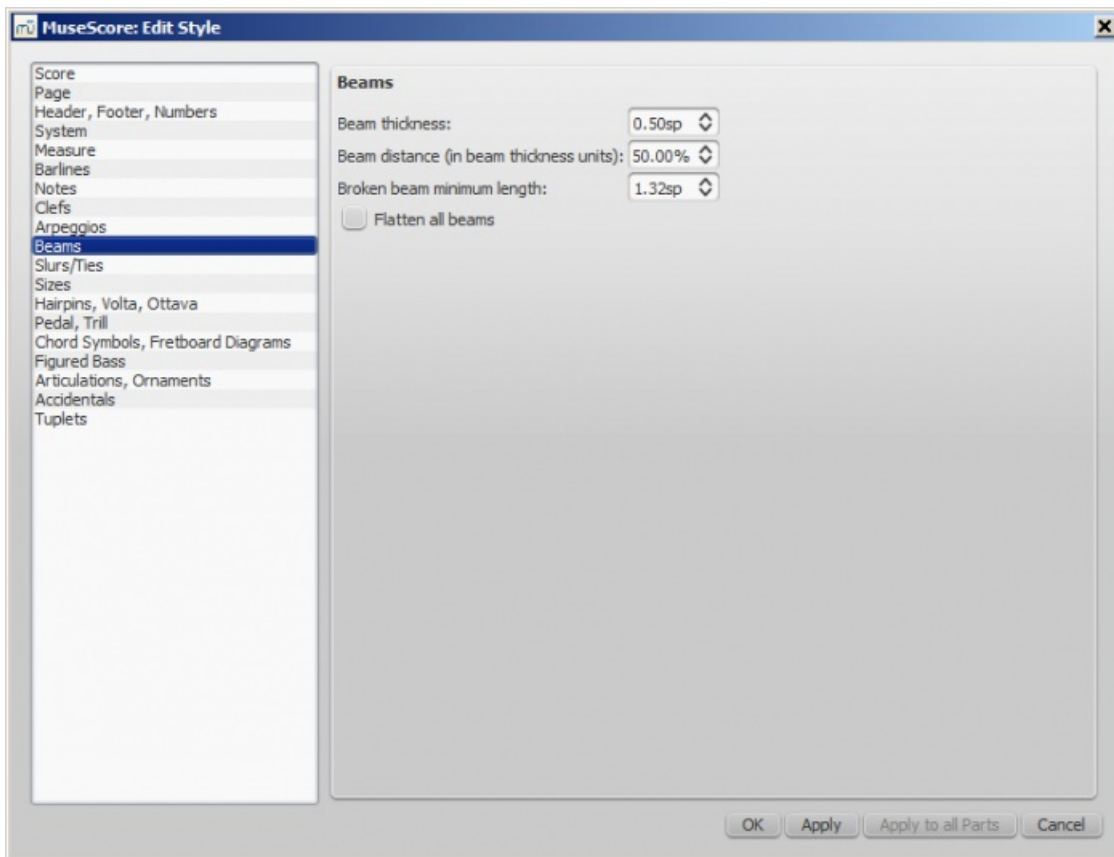 MuseScore: Edit Style
Score
Page
Header, Footer, Numbers
System
Measure
Barlines
Notes
Clefs
Arpeggios
Beams
Slurs/Ties
Sizes
Hairpins, Volta, Ottava
Pedal, Trill
Chord Symbols, Fretboard Diagrams
Figured Bass
Articulations, Ornaments
Accidentals
Tuplets
Beams
Beam thickness: 0.50sp
Beam distance (in beam thickness units): 50.00%
Broken beam minimum length: 1.32sp
Flatten all beams
OK Apply Apply to all Parts Cancel